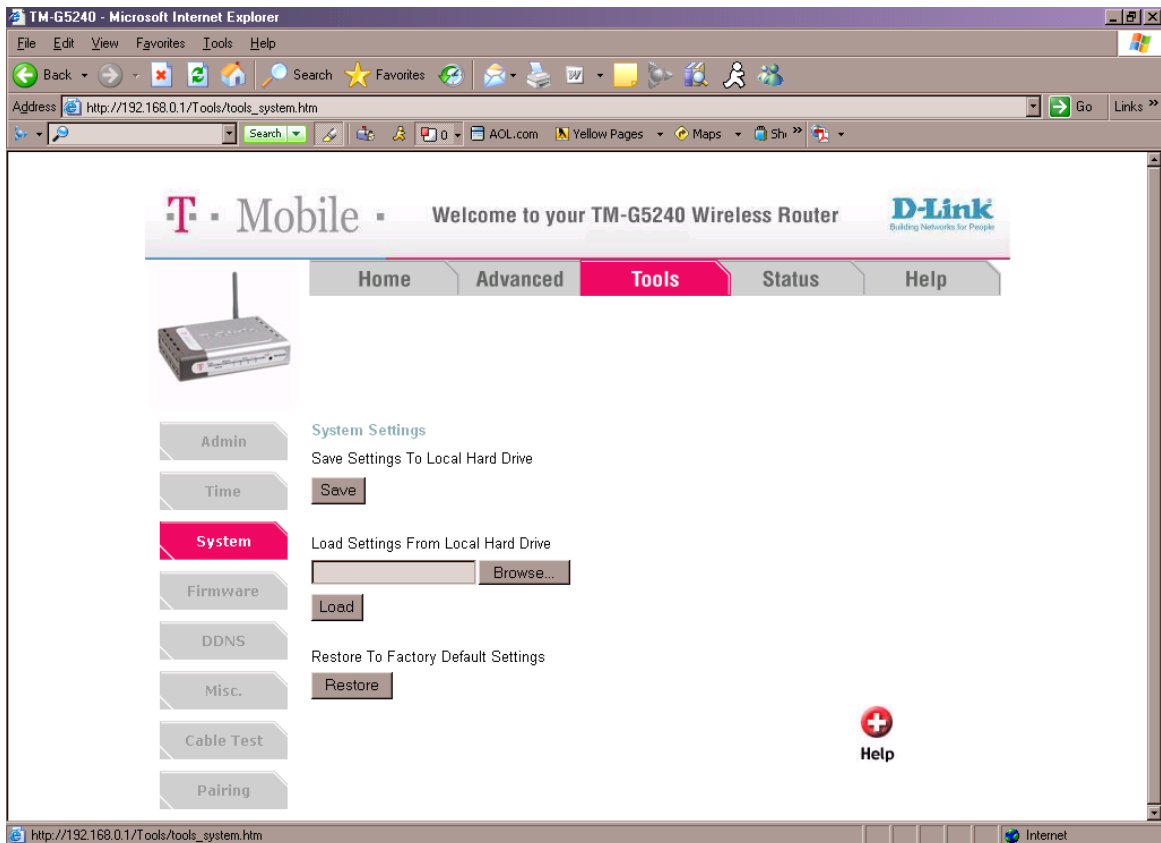 TM-G5240 - Microsoft Internet Explorer
File Edit View Favorites Tools Help
Back Search Favorites
Address http://192.168.0.1/Tools/tools_system.htm Go Links »
Search 0 AOL.com Yellow Pages Maps Sh »
T · Mobile · Welcome to your TM-G5240 Wireless Router D-Link
Building Networks for People
Home Advanced Tools Status Help
Admin
Time
System
Firmware
DDNS
Misc.
Cable Test
Pairing
System Settings
Save Settings To Local Hard Drive
Save
Load Settings From Local Hard Drive
Browse...
Load
Restore To Factory Default Settings
Restore
Help
http://192.168.0.1/Tools/tools_system.htm Internet